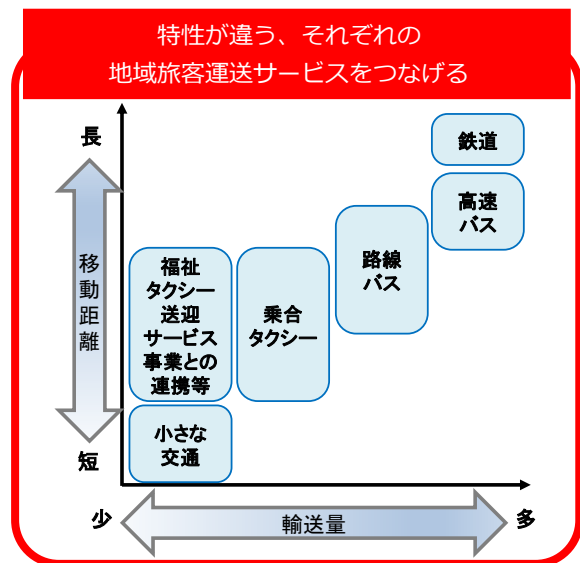 特性が違う、それぞれの
地域旅客運送サービスをつなげる
長
鉄道
高速
バス
移動距離
路線
バス
福祉
タクシー
送迎
サービス
事業との
連携等
乗合
タクシー
小さな
交通
短
少
輸送量
多